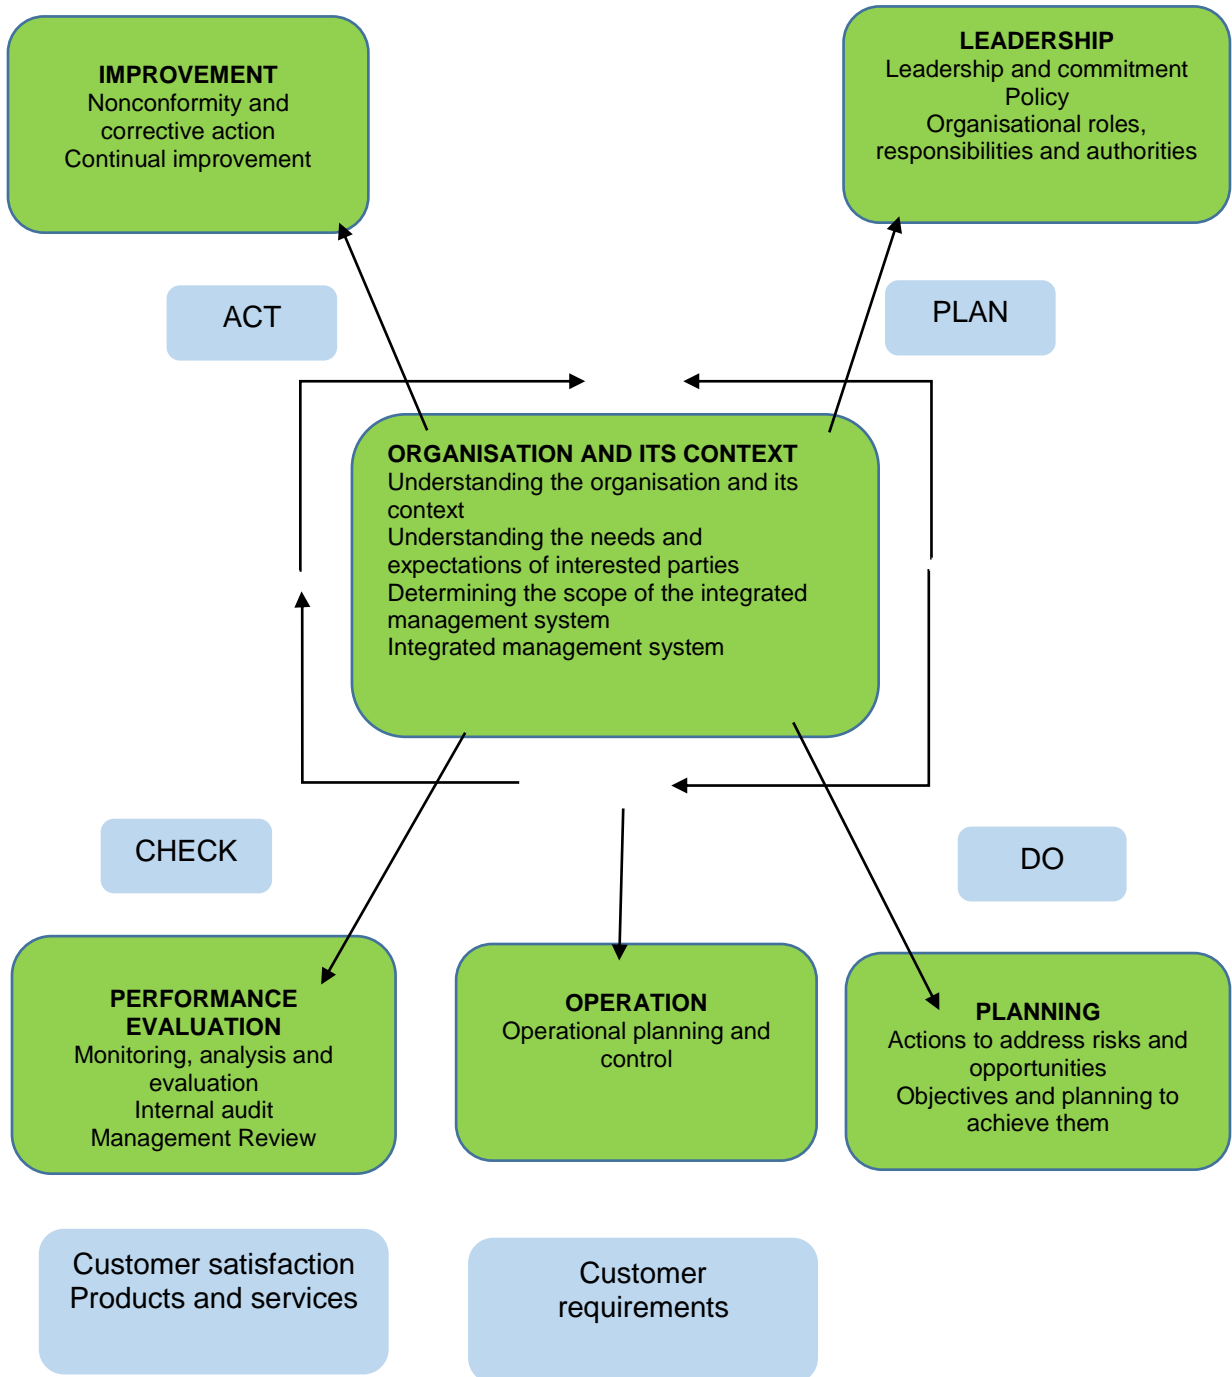 IMPROVEMENT
Nonconformity and
corrective action
Continual improvement
LEADERSHIP
Leadership and commitment
Policy
Organisational roles,
responsibilities and authorities
ACT
PLAN
ORGANISATION AND ITS CONTEXT
Understanding the organisation and its
context
Understanding the needs and
expectations of interested parties
Determining the scope of the integrated
management system
Integrated management system
CHECK
DO
PERFORMANCE
EVALUATION
Monitoring, analysis and
evaluation
Internal audit
Management Review
OPERATION
Operational planning and
control
PLANNING
Actions to address risks and
opportunities
Objectives and planning to
achieve them
Customer satisfaction
Products and services
Customer
requirements